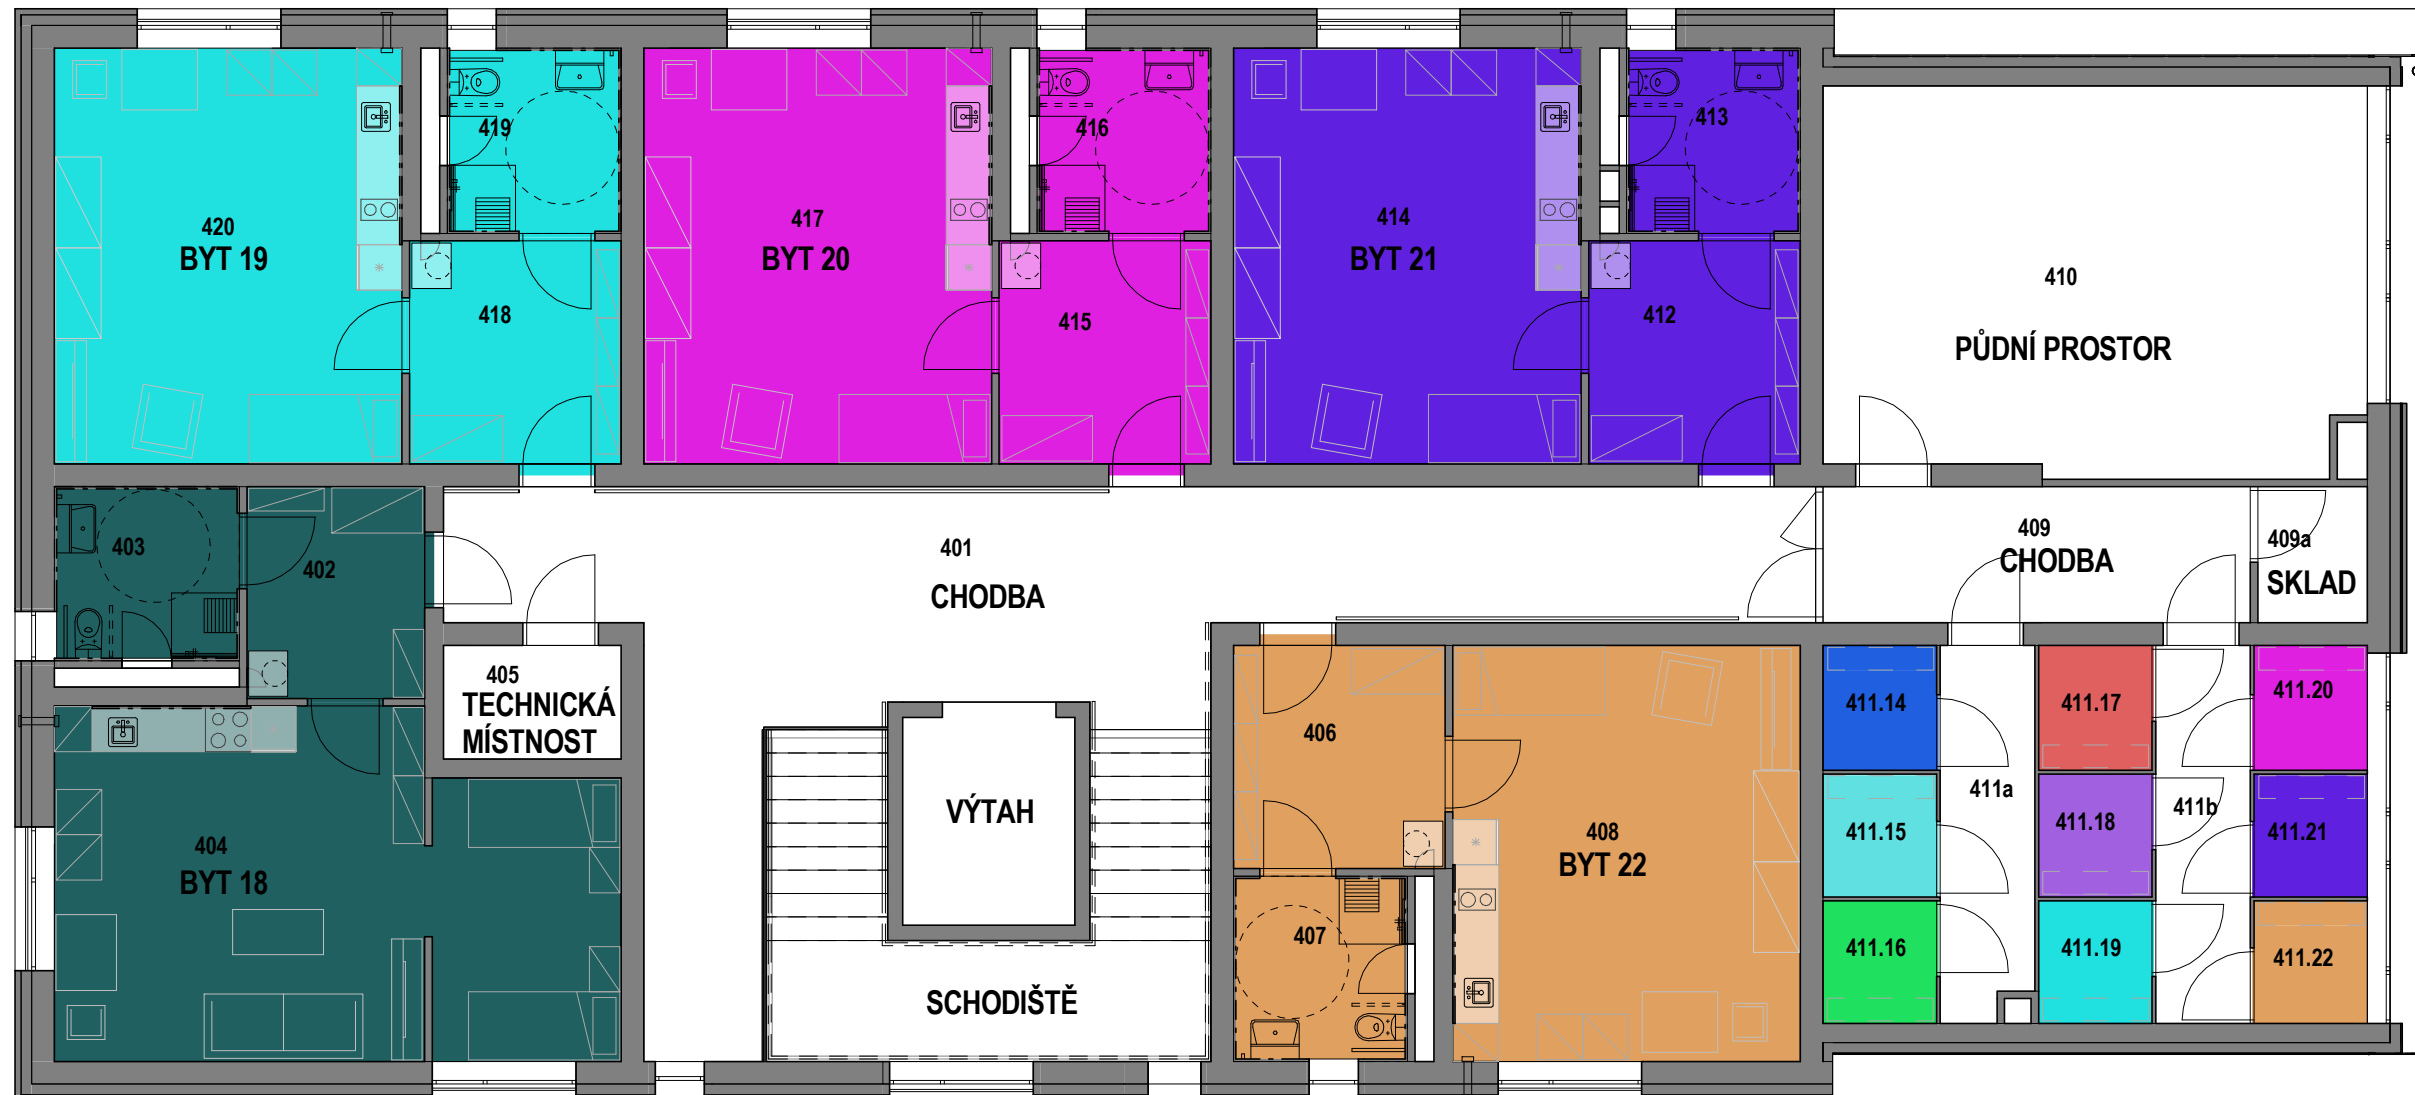 419
416
413
420
BYT 19
417
BYT 20
414
BYT 21
410
PŮDNÍ PROSTOR
418
415
412
403
402
401
CHODBA
409
CHODBA
409a
SKLAD
405
TECHNICKÁ
MÍSTNOST
406
VÝTAH
404
BYT 18
408
BYT 22
407
SCHODIŠTĚ
411.14
411.17
411.20
411a
411b
411.15
411.18
411.21
411.16
411.19
411.22